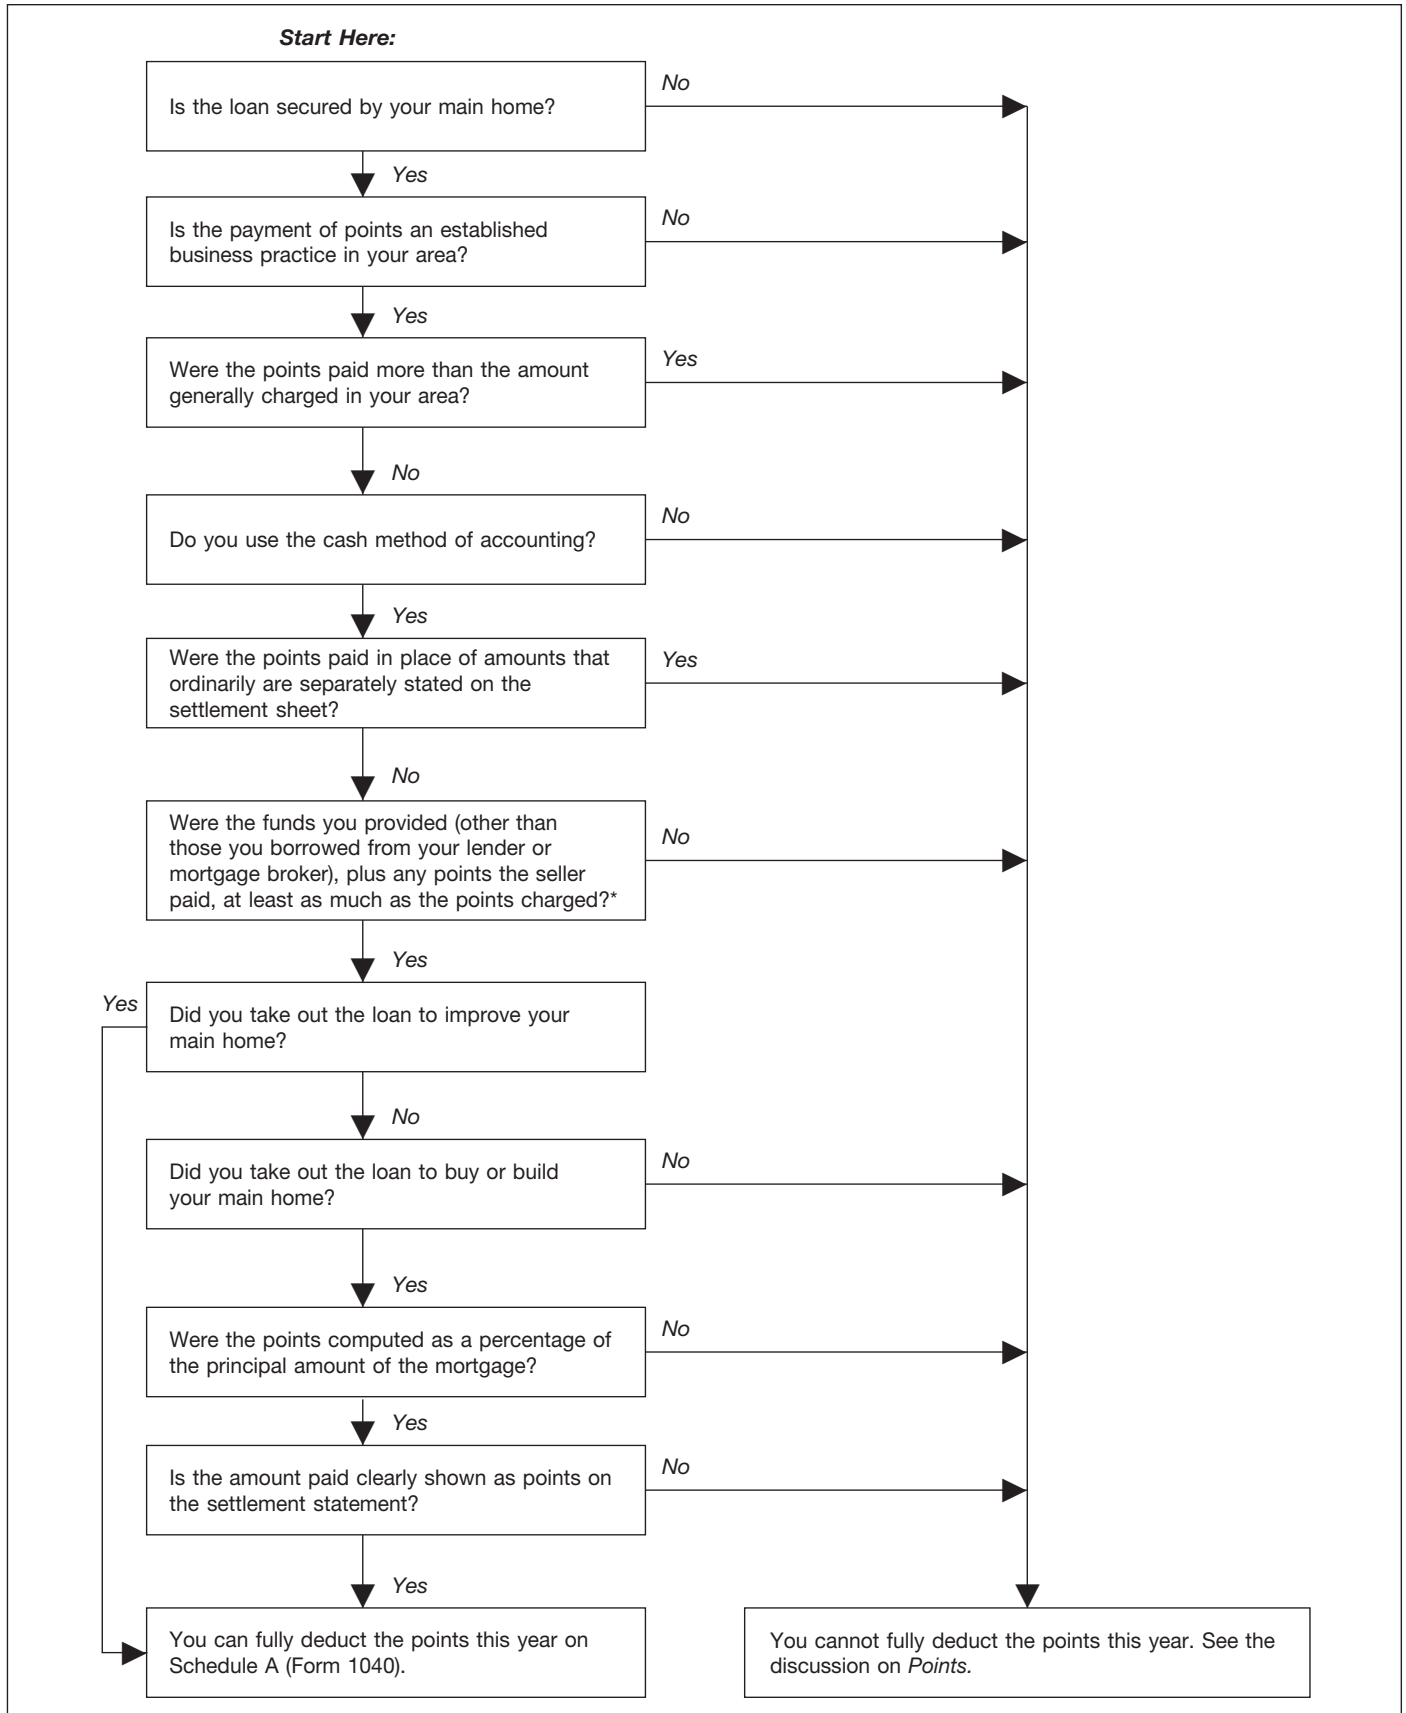 Start Here:
Is the loan secured by your main home?
No
Yes
Is the payment of points an established
business practice in your area?
No
Yes
Were the points paid more than the amount
generally charged in your area?
Yes
No
Do you use the cash method of accounting?
No
Yes
Were the points paid in place of amounts that
ordinarily are separately stated on the
settlement sheet?
Yes
No
Were the funds you provided (other than
those you borrowed from your lender or
mortgage broker), plus any points the seller
paid, at least as much as the points charged?*
No
Yes
Yes
Did you take out the loan to improve your
main home?
No
Did you take out the loan to buy or build
your main home?
No
Yes
Were the points computed as a percentage of
the principal amount of the mortgage?
No
Yes
Is the amount paid clearly shown as points on
the settlement statement?
No
Yes
You can fully deduct the points this year on
Schedule A (Form 1040).
You cannot fully deduct the points this year. See the
discussion on Points.